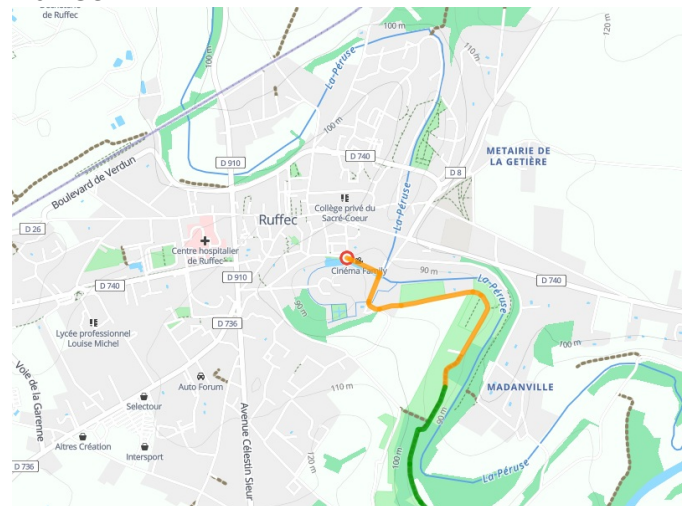 de Ruffec
100 m
120 m
110 m
La-Péruse
100 m
100 m
METAIRIE DE
LA GETIÈRE
D 910
D 740
D 8
Boulevard de Verdun
Collège privé du
Sacré-Coeur
La-Péruse
Ruffec
D 26
Centre hospitalier
de Ruffec
Cinéma Family
90 m
La-Péruse
D 740
D 910
D 740
90 m
D 736
Lycée professionnel
Louise Michel
100 m
Voie de la Garenne
Auto Forum
110 m
MADANVILLE
Selectour
Avenue Célestin Sieur
90 m
Altres Création
Intersport
120 m
100 m
D 736
La-Péruse